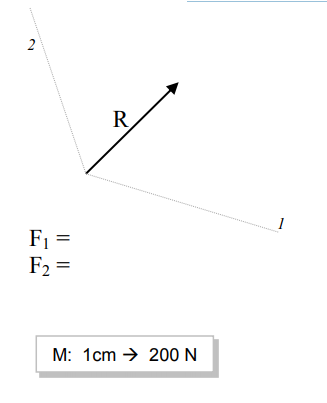 2
R
1
F₁ =
F₂ =
M: 1cm → 200 N